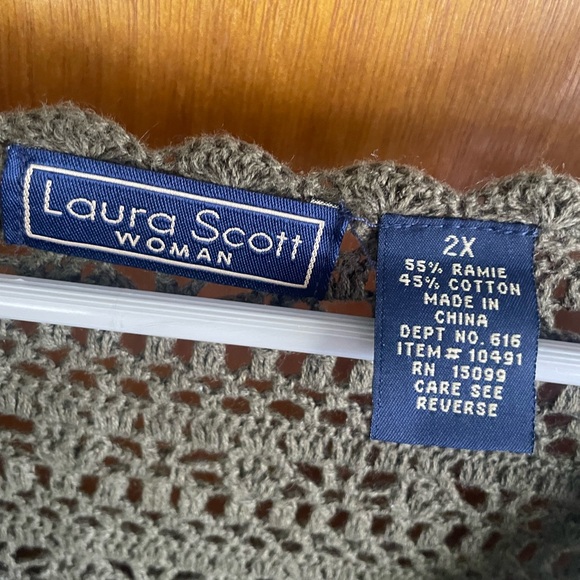 Laura Scott
WOMAN
2X
55% RAMIE
45% COTTON
MADE IN
CHINA
DEPT NO. 616
ITEM# 10491
RN 15099
CARE SEE
REVERSE